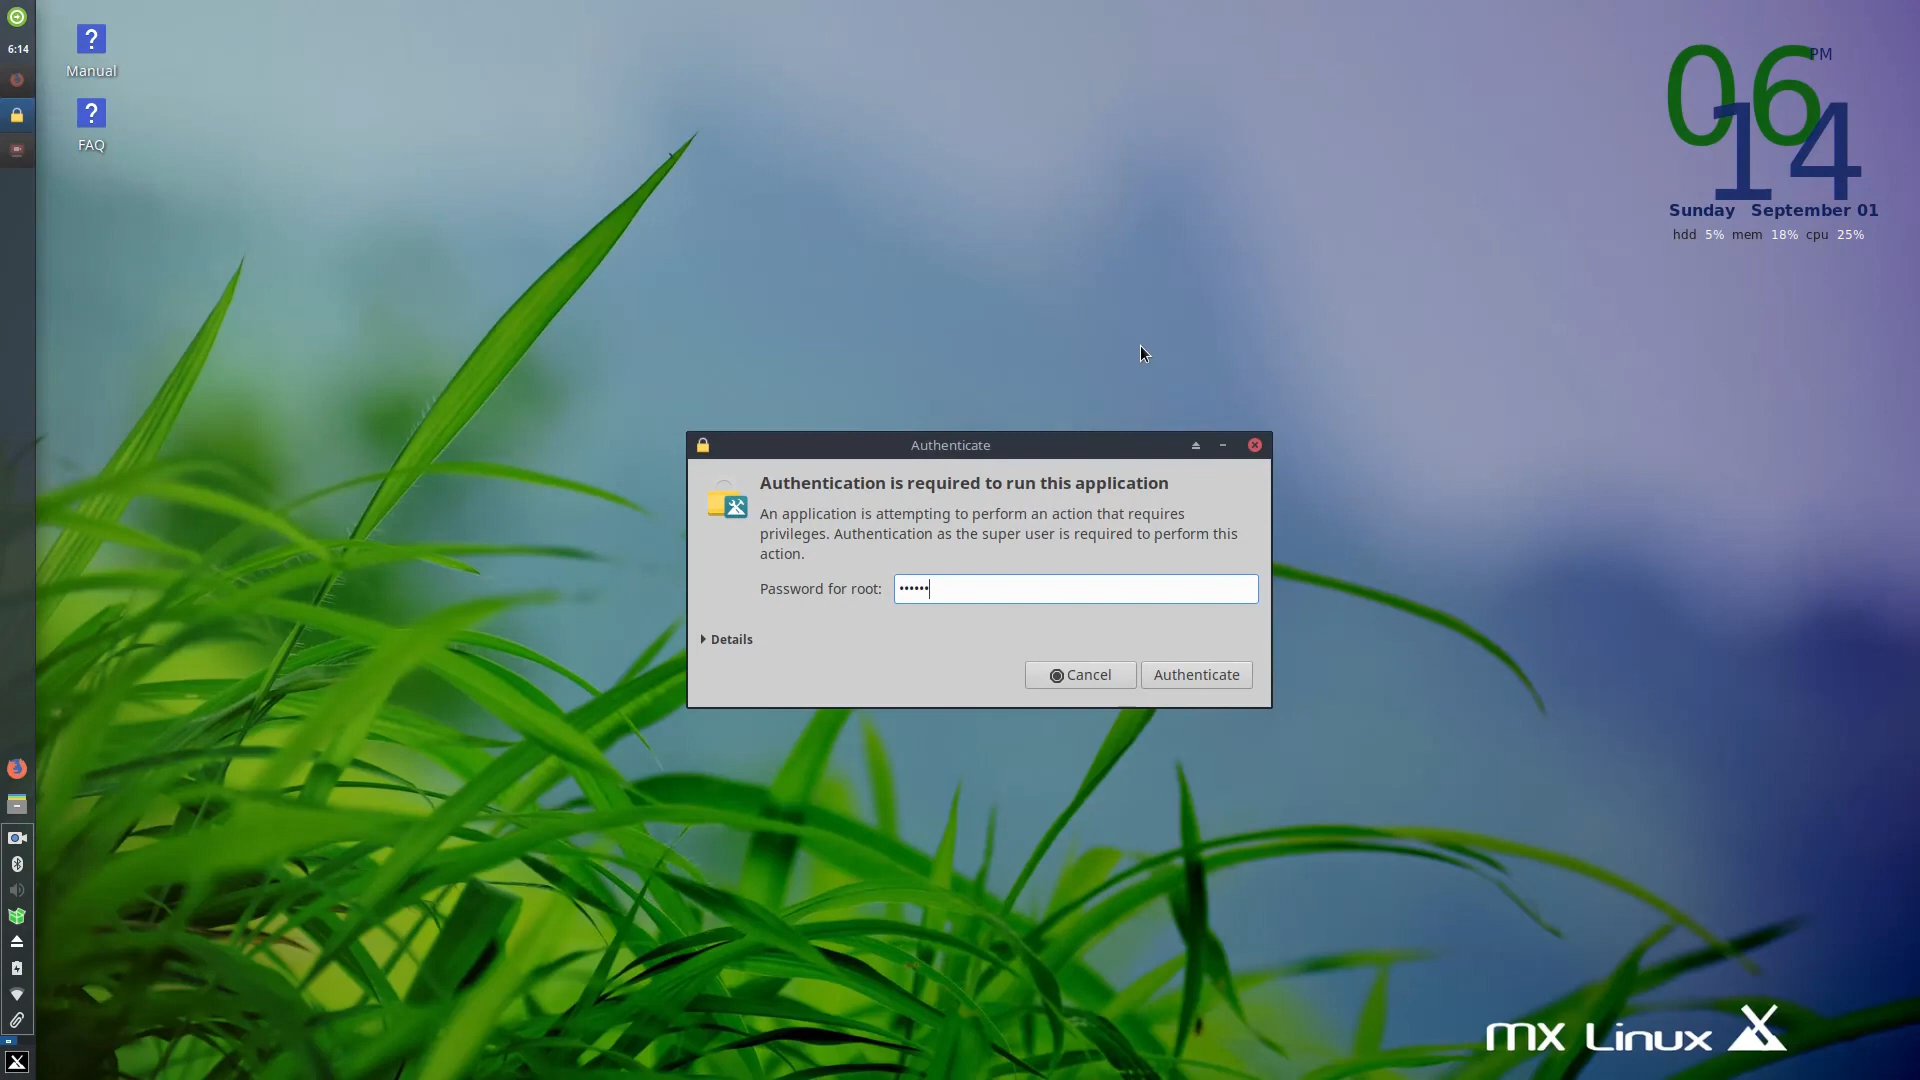 6:14
Manual
FAQ
06 PM
14
Sunday September 01
hdd 5% mem 18% cpu 25%
Authenticate
Authentication is required to run this application
An application is attempting to perform an action that requires
privileges. Authentication as the super user is required to perform this
action.
Password for root: ••••••
Details
Cancel Authenticate
mx Linux